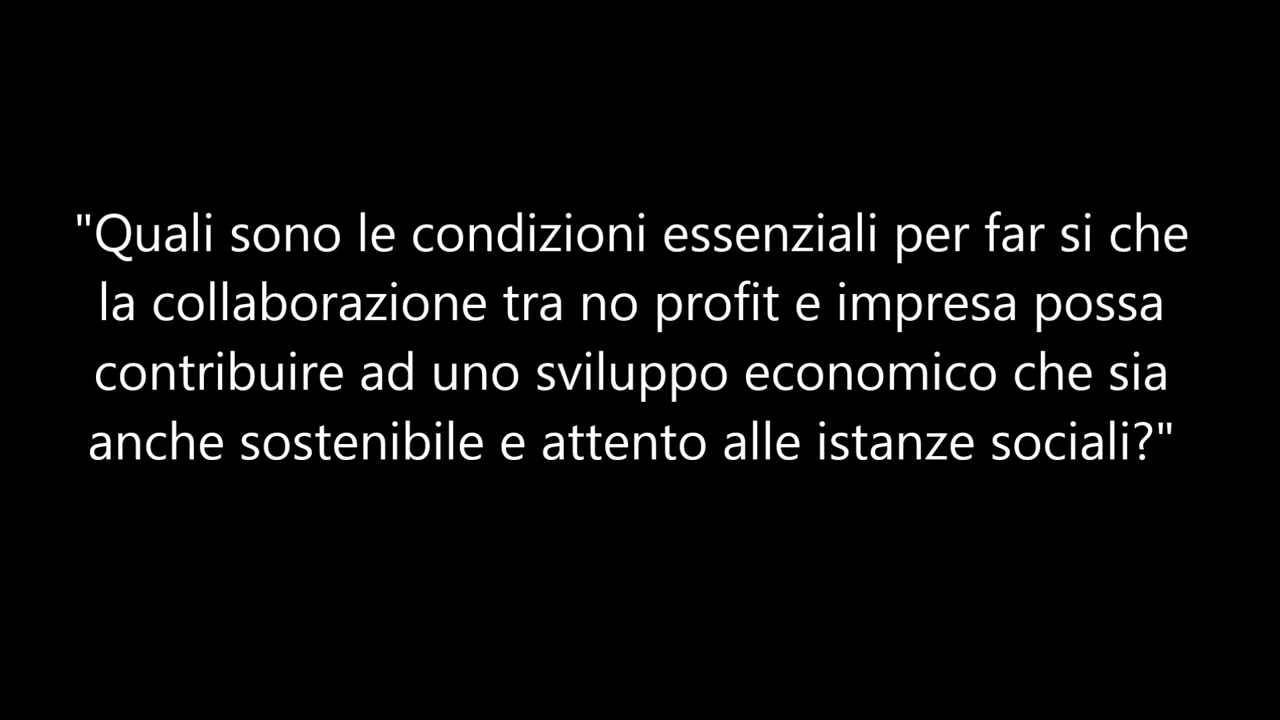 "Quali sono le condizioni essenziali per far si che
la collaborazione tra no profit e impresa possa
contribuire ad uno sviluppo economico che sia
anche sostenibile e attento alle istanze sociali?"